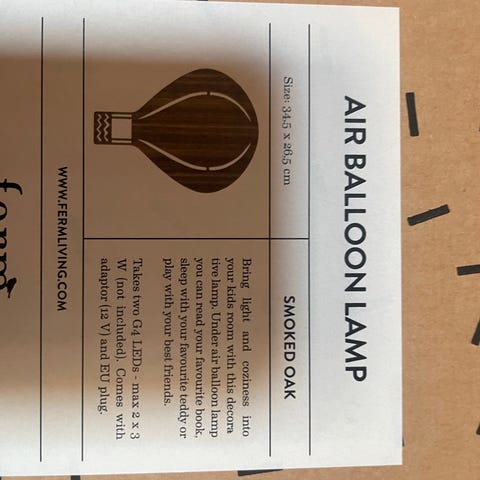 AIR BALLOON LAMP
Size: 34,5 x 26,5 cm
SMOKED OAK
Bring light and coziness into
your kids room with this decora
tive lamp. Under air balloon lamp
you can read your favourite book,
sleep with your favourite teddy or
play with your best friends.
Takes two G4 LEDs - max 2 x 3
W (not included). Comes with
adaptor (12 V) and EU plug.
WWW.FERMLIVING.COM
ferm